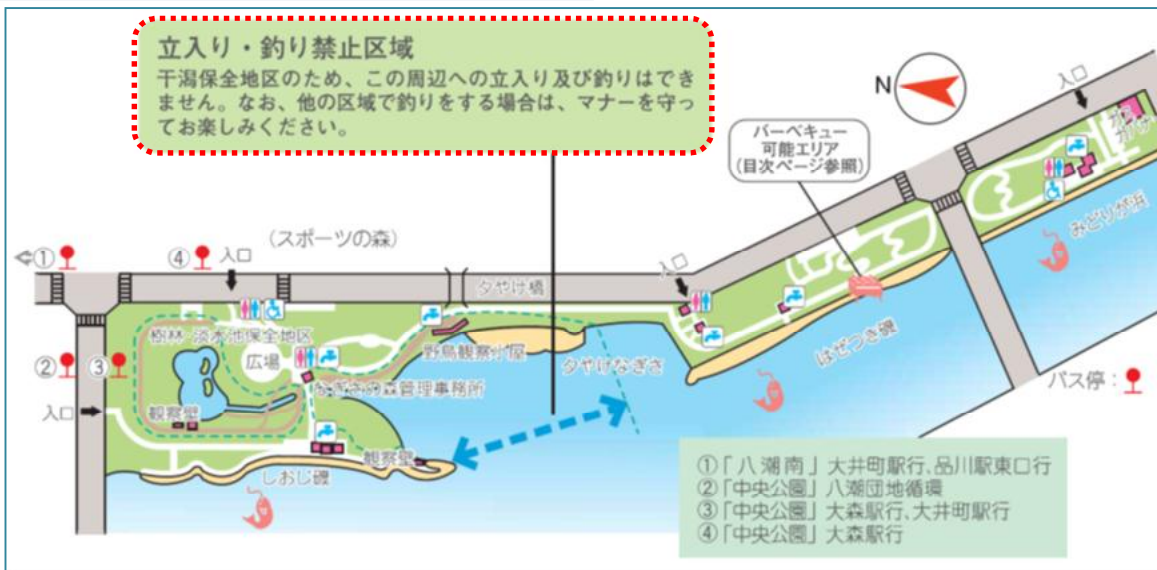 立入り・釣り禁止区域
干潟保全地区のため、この周辺への立入り及び釣りはでき
ません。なお、他の区域で釣りをする場合は、マナーを守っ
てお楽しみください。
N
入口
バーベキュー
可能エリア
(目次ページ参照)
みどりが浜
①
④
入口
(スポーツの森)
夕やけ橋
入口
樹林・淡水池保全地区
広場
野鳥観察小屋
夕やけなぎさ
はぜつき磯
②
③
なぎさの森管理事務所
バス停:
入口
観察壁
観察壁
しおじ磯
①「八潮南」大井町駅行、品川駅東口行
②「中央公園」八潮団地循環
③「中央公園」大森駅行、大井町駅行
④「中央公園」大森駅行